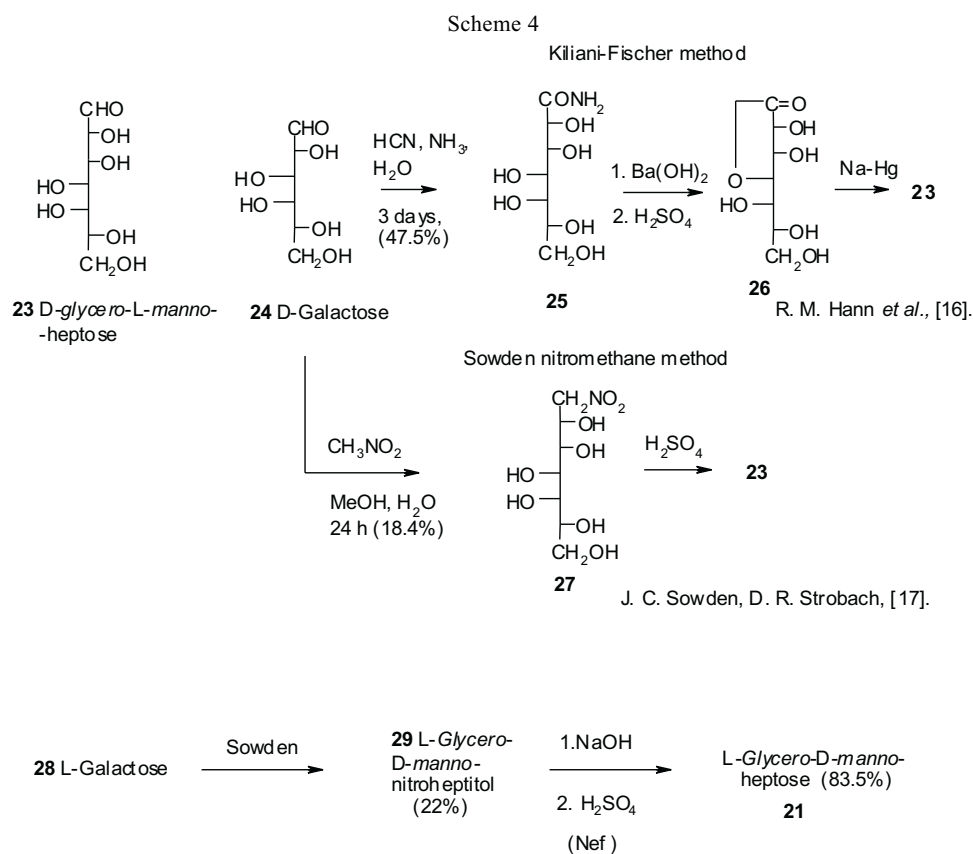 Scheme 4
Kiliani-Fischer method
CHO
OH
OH
HO
HO
OH
CH2OH
23 D-glycero-L-manno-
-heptose
CHO
OH
HO
HO
OH
CH2OH
24 D-Galactose
HCN, NH3,
H2O
3 days,
(47.5%)
CONH2
OH
OH
HO
HO
OH
CH2OH
25
1. Ba(OH)2
2. H2SO4
C=O
OH
OH
O
HO
OH
CH2OH
26
Na-Hg
23
R. M. Hann et al., [16].
Sowden nitromethane method
CH3NO2
MeOH, H2O
24 h (18.4%)
CH2NO2
OH
OH
HO
HO
OH
CH2OH
27
H2SO4
23
J. C. Sowden, D. R. Strobach, [17].
28 L-Galactose
Sowden
29 L-Glycero-
D-manno-
nitroheptitol
(22%)
1.NaOH
2. H2SO4
(Nef)
L-Glycero-D-manno-
heptose (83.5%)
21